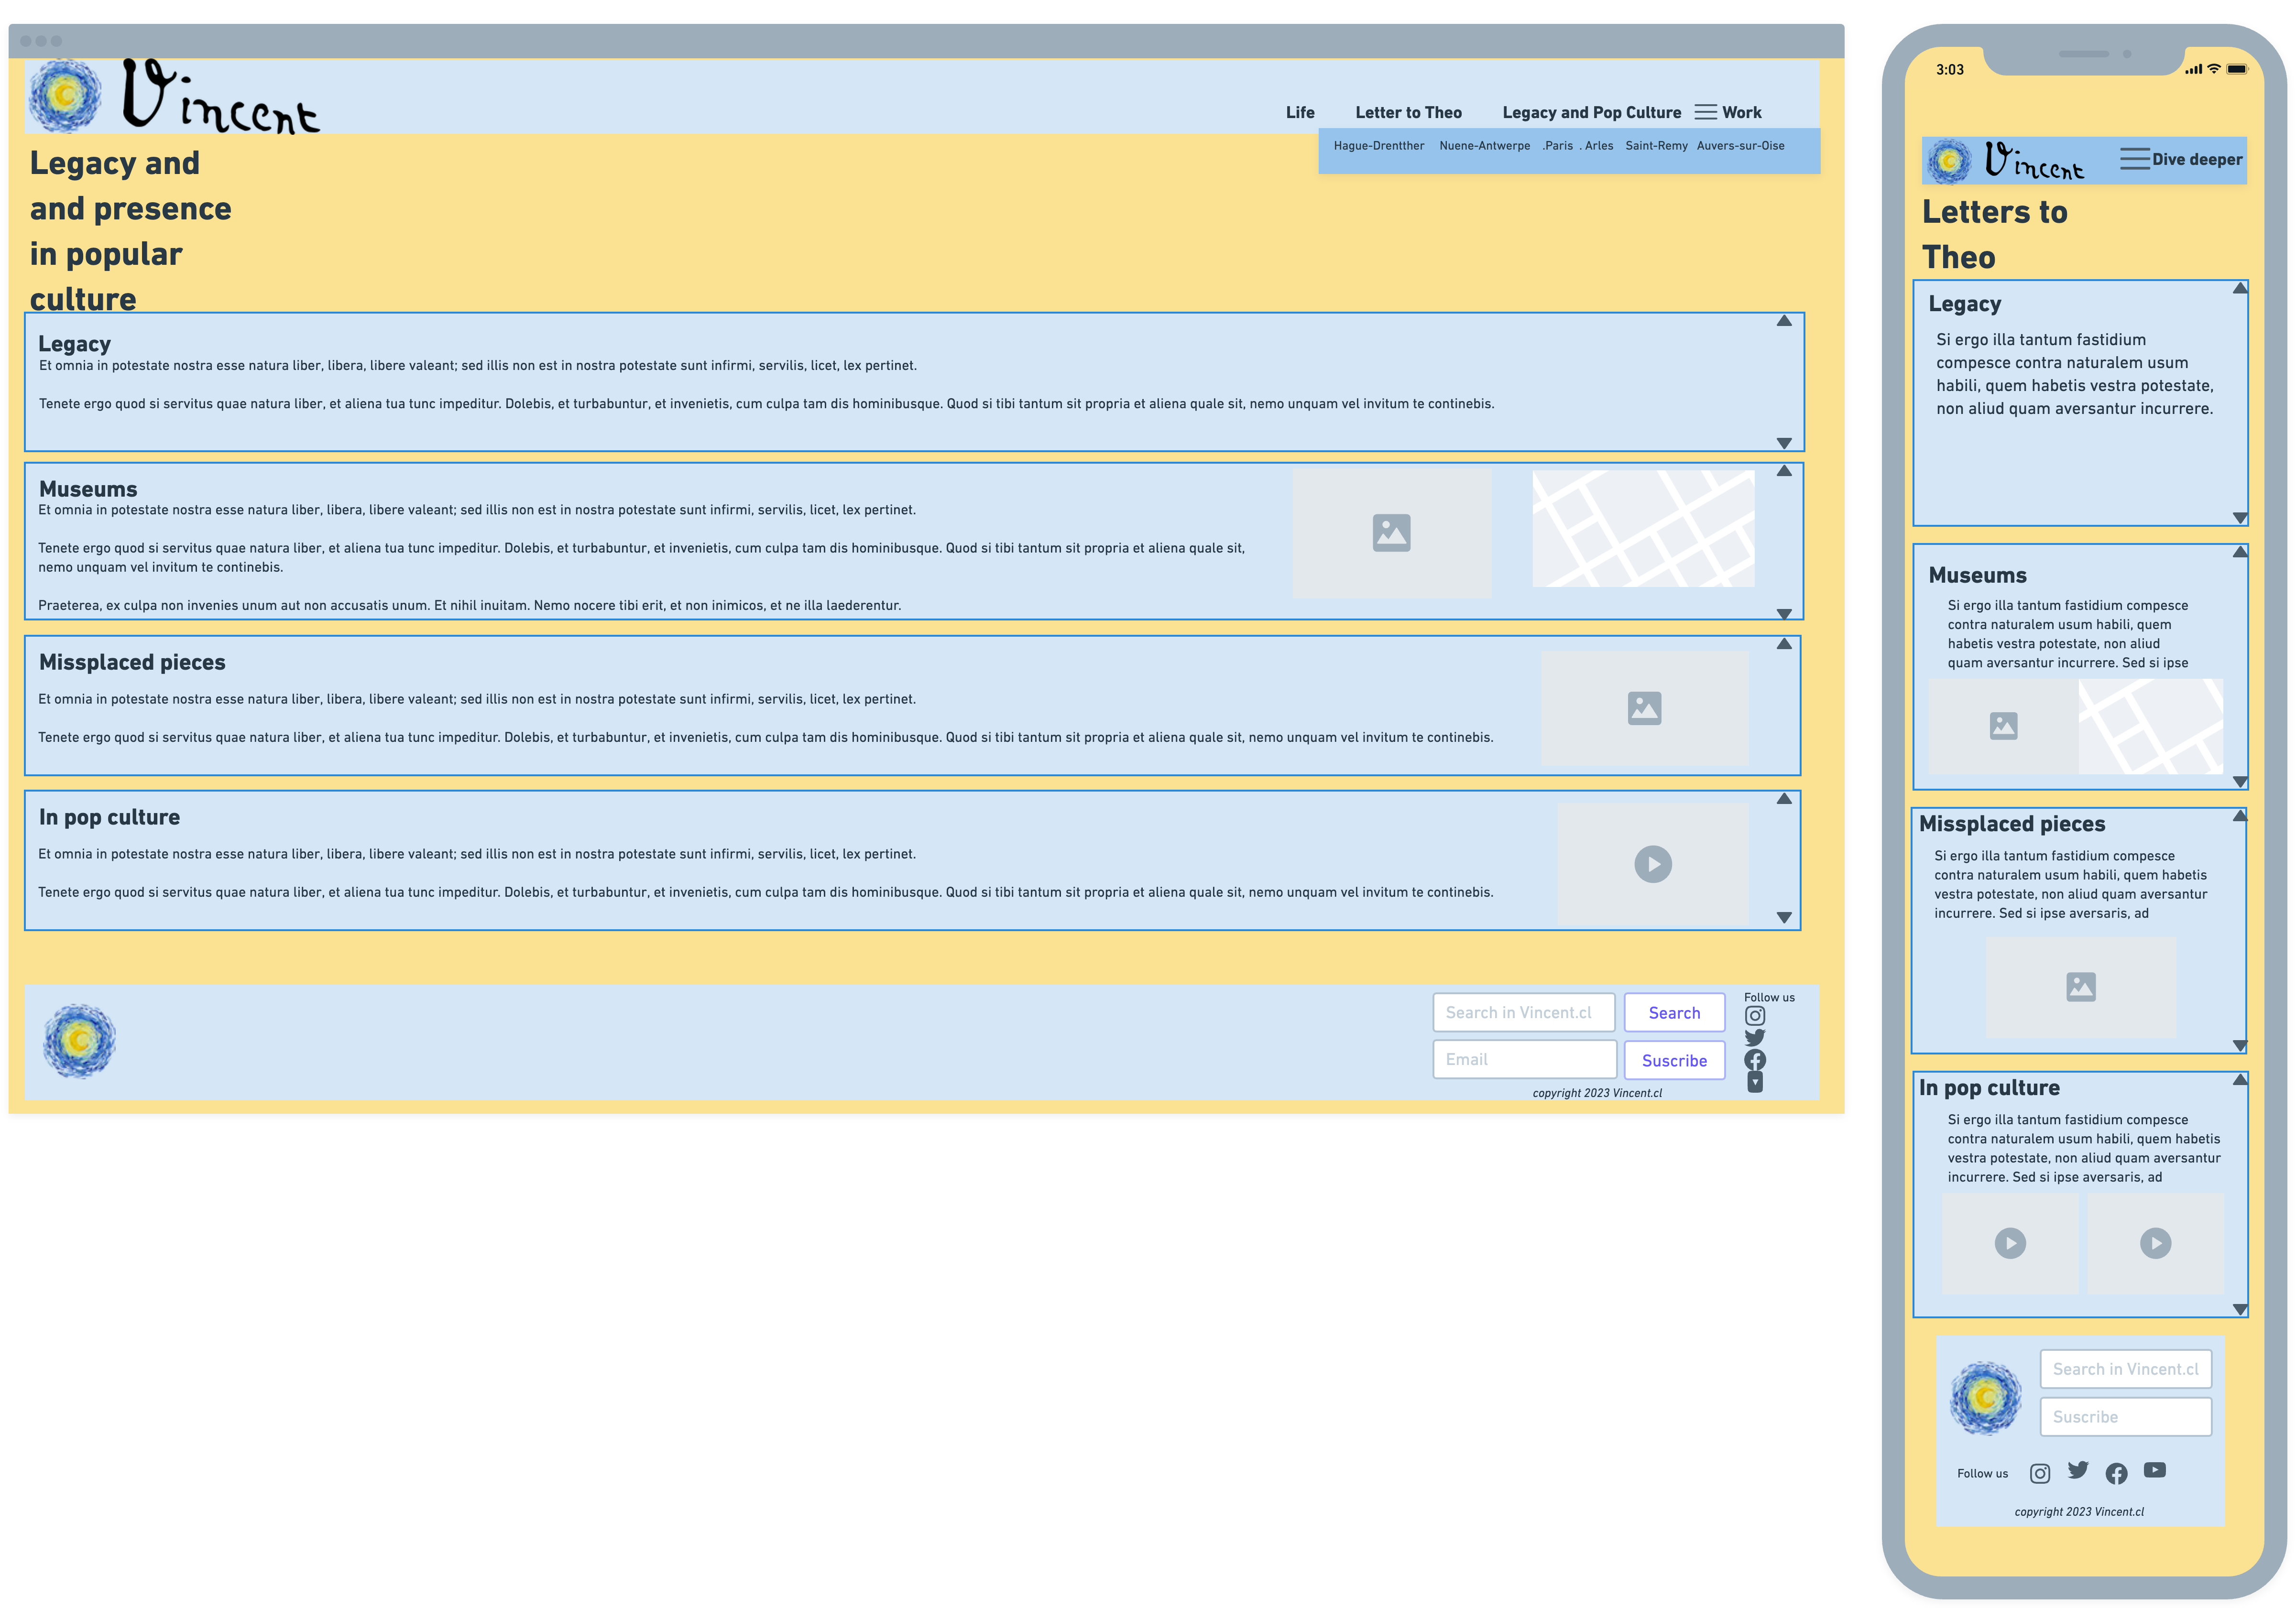 Vincent
Life
Letter to Theo
Legacy and Pop Culture
Work
Hague-Drentther
Nuene-Antwerpe
.Paris
. Arles
Saint-Remy
Auvers-sur-Oise
Legacy and
and presence
in popular
culture
Legacy
Et omnia in potestate nostra esse natura liber, libera, libere valeant; sed illis non est in nostra potestate sunt infirmi, servilis, licet, lex pertinet.
Tenete ergo quod si servitus quae natura liber, et aliena tua tunc impeditur. Dolebis, et turbabuntur, et invenietis, cum culpa tam dis hominibusque. Quod si tibi tantum sit propria et aliena quale sit, nemo unquam vel invitum te continebis.
Museums
Et omnia in potestate nostra esse natura liber, libera, libere valeant; sed illis non est in nostra potestate sunt infirmi, servilis, licet, lex pertinet.
Tenete ergo quod si servitus quae natura liber, et aliena tua tunc impeditur. Dolebis, et turbabuntur, et invenietis, cum culpa tam dis hominibusque. Quod si tibi tantum sit propria et aliena quale sit,
nemo unquam vel invitum te continebis.
Praeterea, ex culpa non invenies unum aut non accusatis unum. Et nihil inuitam. Nemo nocere tibi erit, et non inimicos, et ne illa laederentur.
Missplaced pieces
Et omnia in potestate nostra esse natura liber, libera, libere valeant; sed illis non est in nostra potestate sunt infirmi, servilis, licet, lex pertinet.
Tenete ergo quod si servitus quae natura liber, et aliena tua tunc impeditur. Dolebis, et turbabuntur, et invenietis, cum culpa tam dis hominibusque. Quod si tibi tantum sit propria et aliena quale sit, nemo unquam vel invitum te continebis.
In pop culture
Et omnia in potestate nostra esse natura liber, libera, libere valeant; sed illis non est in nostra potestate sunt infirmi, servilis, licet, lex pertinet.
Tenete ergo quod si servitus quae natura liber, et aliena tua tunc impeditur. Dolebis, et turbabuntur, et invenietis, cum culpa tam dis hominibusque. Quod si tibi tantum sit propria et aliena quale sit, nemo unquam vel invitum te continebis.
Search in Vincent.cl
Search
Follow us
Email
Suscribe
copyright 2023 Vincent.cl
3:03
Vincent
Dive deeper
Letters to
Theo
Legacy
Si ergo illa tantum fastidium
compesce contra naturalem usum
habili, quem habetis vestra potestate,
non aliud quam aversantur incurrere.
Museums
Si ergo illa tantum fastidium compesce
contra naturalem usum habili, quem
habetis vestra potestate, non aliud
quam aversantur incurrere. Sed si ipse
Missplaced pieces
Si ergo illa tantum fastidium compesce
contra naturalem usum habili, quem habetis
vestra potestate, non aliud quam aversantur
incurrere. Sed si ipse aversaris, ad
In pop culture
Si ergo illa tantum fastidium compesce
contra naturalem usum habili, quem habetis
vestra potestate, non aliud quam aversantur
incurrere. Sed si ipse aversaris, ad
Search in Vincent.cl
Suscribe
Follow us
copyright 2023 Vincent.cl